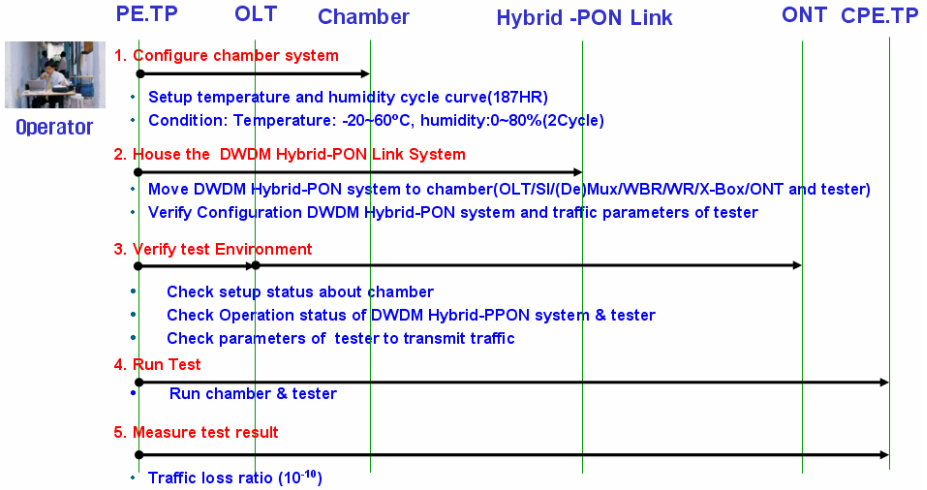 PE.TP OLT Chamber Hybrid -PON Link ONT CPE.TP
1. Configure chamber system
Operator
• Setup temperature and humidity cycle curve(187HR)
• Condition: Temperature: -20~60°C, humidity:0~80%(2Cycle)
2. House the DWDM Hybrid-PON Link System
• Move DWDM Hybrid-PON system to chamber(OLT/SI/(De)Mux/WBR/WR/X-Box/ONT and tester)
• Verify Configuration DWDM Hybrid-PON system and traffic parameters of tester
3. Verify test Environment
• Check setup status about chamber
• Check Operation status of DWDM Hybrid-PPON system & tester
• Check parameters of tester to transmit traffic
4. Run Test
• Run chamber & tester
5. Measure test result
• Traffic loss ratio (10⁻¹⁰)